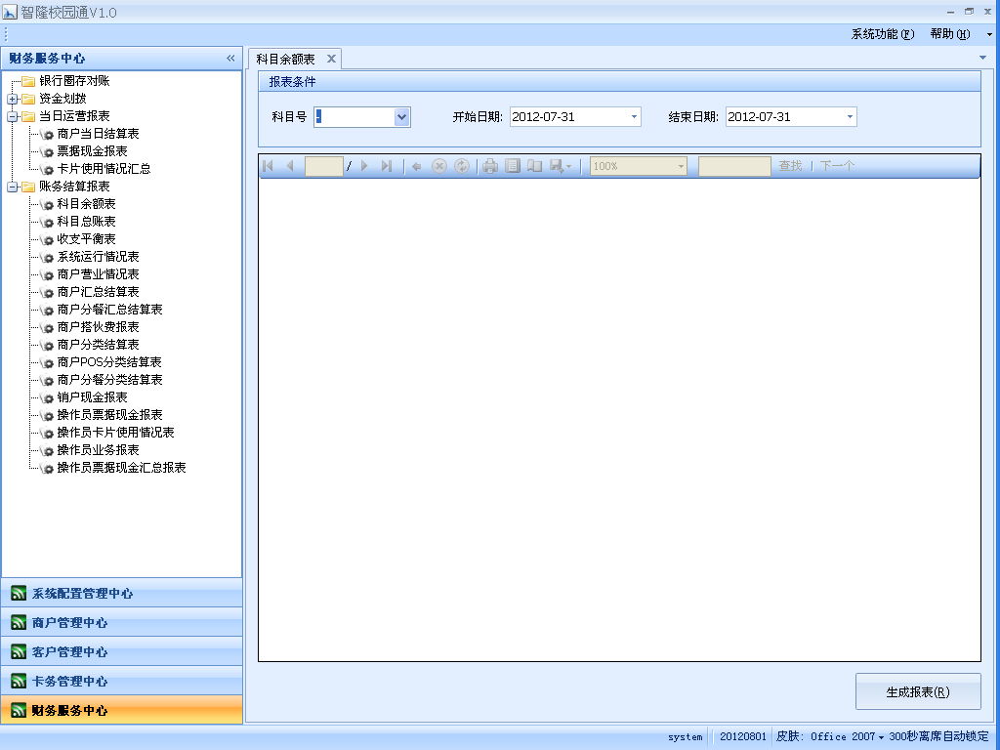 智隆校园通V1.0
系统功能(F) 帮助(H)
财务服务中心
银行圈存对账
资金划拨
当日运营报表
商户当日结算表
票据现金报表
卡片使用情况汇总
账务结算报表
科目余额表
科目总账表
收支平衡表
系统运行情况表
商户营业情况表
商户汇总结算表
商户分餐汇总结算表
商户搭伙费报表
商户分类结算表
商户POS分类结算表
商户分餐分类结算表
销户现金报表
操作员票据现金报表
操作员卡片使用情况表
操作员业务报表
操作员票据现金汇总报表
系统配置管理中心
商户管理中心
客户管理中心
卡务管理中心
财务服务中心
科目余额表
报表条件
科目号 - 开始日期: 2012-07-31 结束日期: 2012-07-31
/ 100% 查找 | 下一个
生成报表(R)
system 20120801 皮肤: Office 2007 300秒离席自动锁定